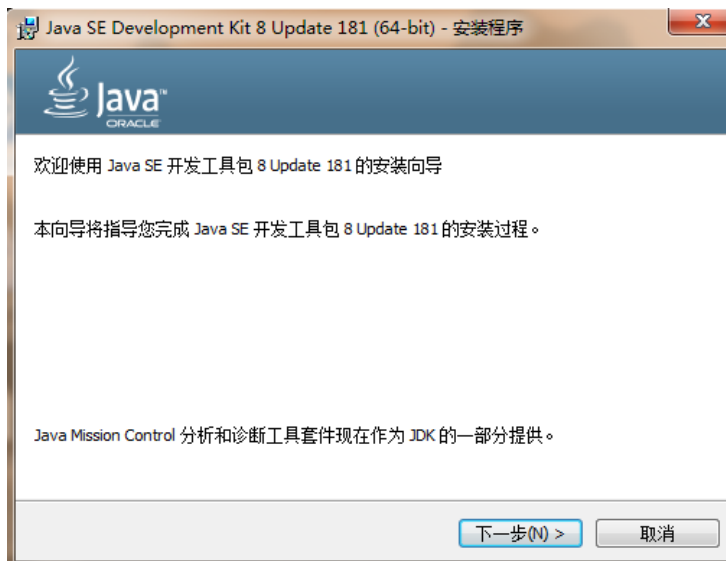 Java SE Development Kit 8 Update 181 (64-bit) - 安装程序
Java™
ORACLE
欢迎使用 Java SE 开发工具包 8 Update 181 的安装向导
本向导将指导您完成 Java SE 开发工具包 8 Update 181 的安装过程。
Java Mission Control 分析和诊断工具套件现在作为 JDK 的一部分提供。
下一步(N) >
取消